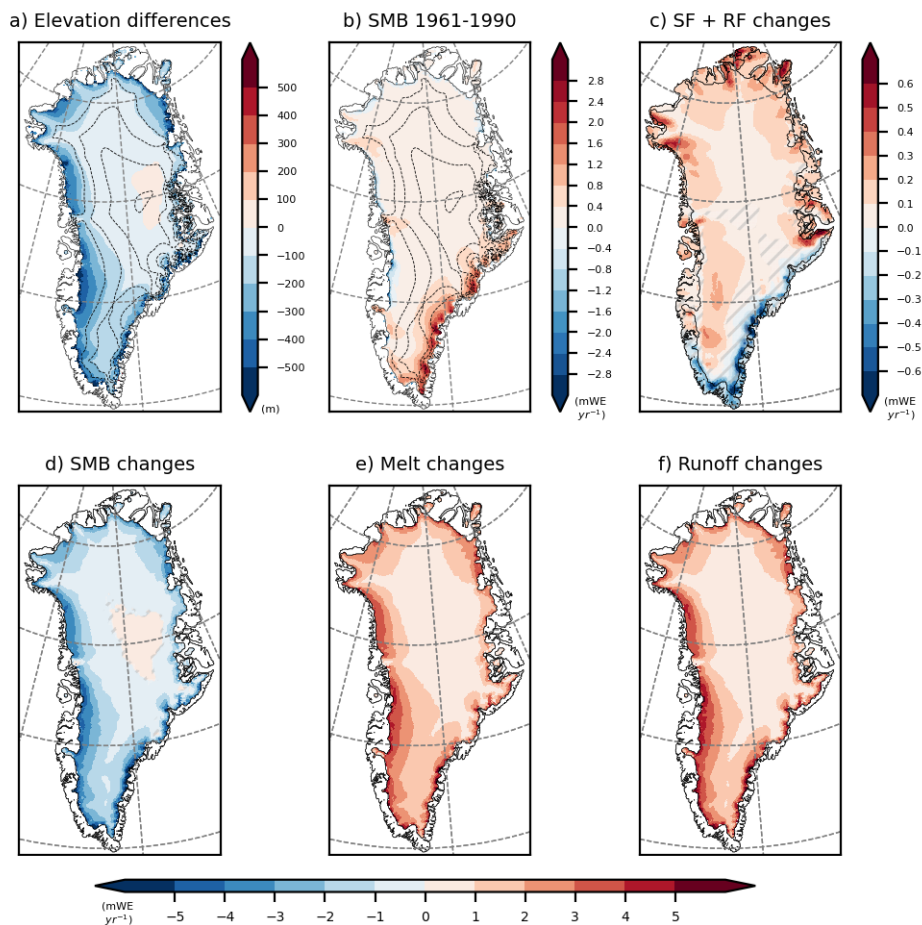 a) Elevation differences
b) SMB 1961-1990
c) SF + RF changes
500
400
300
200
100
0
−100
−200
−300
−400
−500
(m)
2.8
2.4
2.0
1.6
1.2
0.8
0.4
0.0
−0.4
−0.8
−1.2
−1.6
−2.0
−2.4
−2.8
(mWE
yr⁻¹)
0.6
0.5
0.4
0.3
0.2
0.1
0.0
−0.1
−0.2
−0.3
−0.4
−0.5
−0.6
(mWE
yr⁻¹)
d) SMB changes
e) Melt changes
f) Runoff changes
(mWE
yr⁻¹)
−5 −4 −3 −2 −1 0 1 2 3 4 5